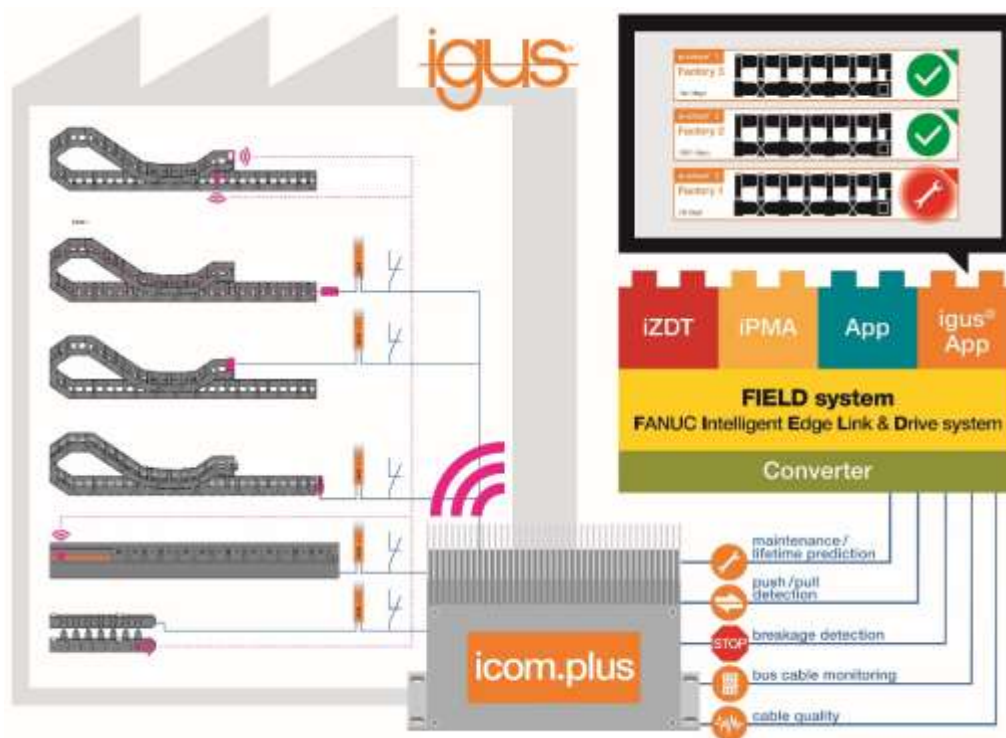 igus®
Factory 3
Factory 2
Factory 1
iZDT
iPMA
App
igus®
App
FIELD system
FANUC Intelligent Edge Link & Drive system
Converter
maintenance/
lifetime prediction
push/pull
detection
STOP
breakage detection
bus cable monitoring
cable quality
icom.plus